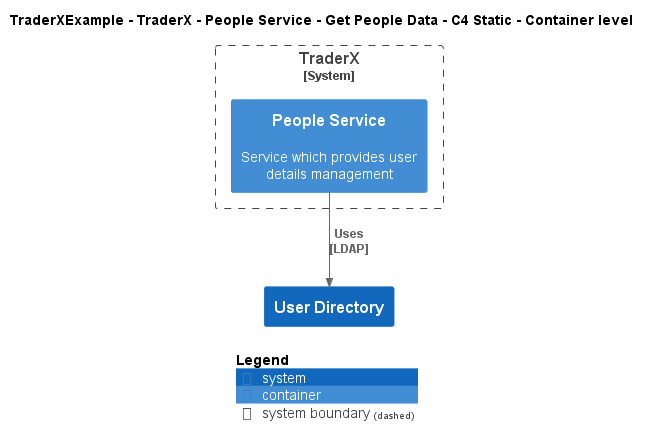 TraderXExample - TraderX - People Service - Get People Data - C4 Static - Container level
TraderX
[System]
People Service
Service which provides user
details management
Uses
[LDAP]
User Directory
Legend
system
container
system boundary (dashed)